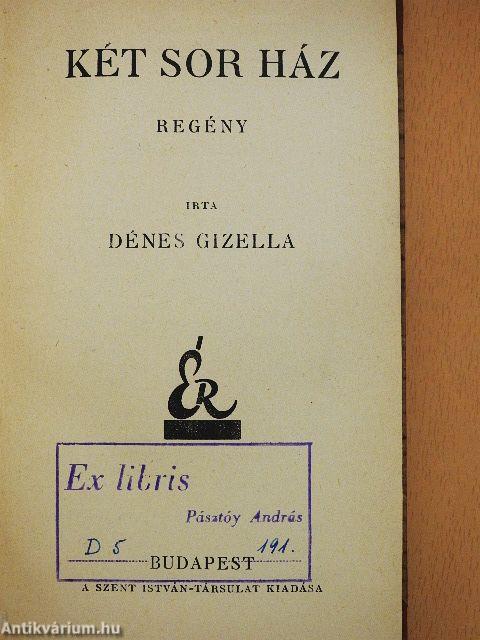 KÉT SOR HÁZ
REGÉNY
IRTA
DÉNES GIZELLA
ÉR
Ex libris
Pásztóy András
D 5 191.
BUDAPEST
A SZENT ISTVÁN-TÁRSULAT KIADÁSA
Antikvárium.hu